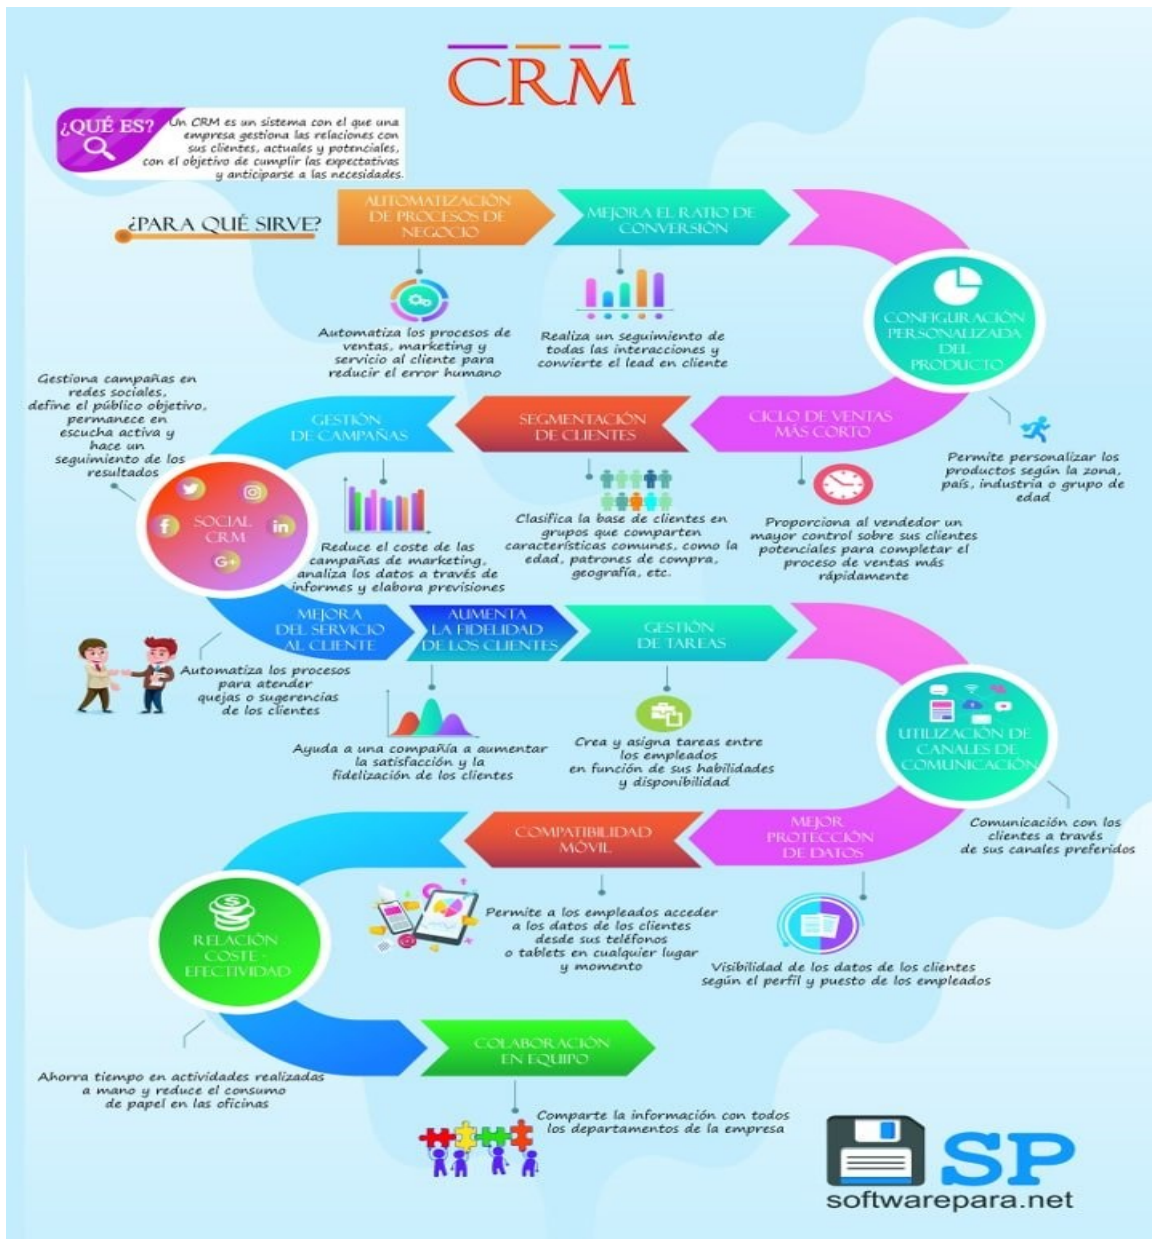 CRM
¿QUÉ ES?
Un CRM es un sistema con el que una
empresa gestiona las relaciones con
sus clientes, actuales y potenciales,
con el objetivo de cumplir las expectativas
y anticiparse a las necesidades.
¿PARA QUÉ SIRVE?
AUTOMATIZACIÓN
DE PROCESOS DE
NEGOCIO
Automatiza los procesos de
ventas, marketing y
servicio al cliente para
reducir el error humano
MEJORA EL RATIO DE
CONVERSIÓN
Realiza un seguimiento de
todas las interacciones y
convierte el lead en cliente
CONFIGURACIÓN
PERSONALIZADA
DEL
PRODUCTO
Permite personalizar los
productos según la zona,
país, industria o grupo de
edad
CICLO DE VENTAS
MÁS CORTO
Proporciona al vendedor un
mayor control sobre sus clientes
potenciales para completar el
proceso de ventas más
rápidamente
SEGMENTACIÓN
DE CLIENTES
Clasifica la base de clientes en
grupos que comparten
características comunes, como la
edad, patrones de compra,
geografía, etc.
GESTIÓN
DE CAMPAÑAS
Reduce el coste de las
campañas de marketing,
analiza los datos a través de
informes y elabora previsiones
SOCIAL
CRM
f
in
G+
Gestiona campañas en
redes sociales,
define el público objetivo,
permanece en
escucha activa y
hace un
seguimiento de los
resultados
MEJORA
DEL SERVICIO
AL CLIENTE
Automatiza los procesos
para atender
quejas o sugerencias
de los clientes
AUMENTA
LA FIDELIDAD
DE LOS CLIENTES
Ayuda a una compañía a aumentar
la satisfacción y la
fidelización de los clientes
GESTIÓN
DE TAREAS
Crea y asigna tareas entre
los empleados
en función de sus habilidades
y disponibilidad
UTILIZACIÓN DE
CANALES DE
COMUNICACIÓN
Comunicación con los
clientes a través
de sus canales preferidos
MEJOR
PROTECCIÓN
DE DATOS
Visibilidad de los datos de los clientes
según el perfil y puesto de los empleados
COMPATIBILIDAD
MÓVIL
Permite a los empleados acceder
a los datos de los clientes
desde sus teléfonos
o tablets en cualquier lugar
y momento
RELACIÓN
COSTE -
EFECTIVIDAD
Ahorra tiempo en actividades realizadas
a mano y reduce el consumo
de papel en las oficinas
COLABORACIÓN
EN EQUIPO
Comparte la información con todos
los departamentos de la empresa
SP
softwarepara.net